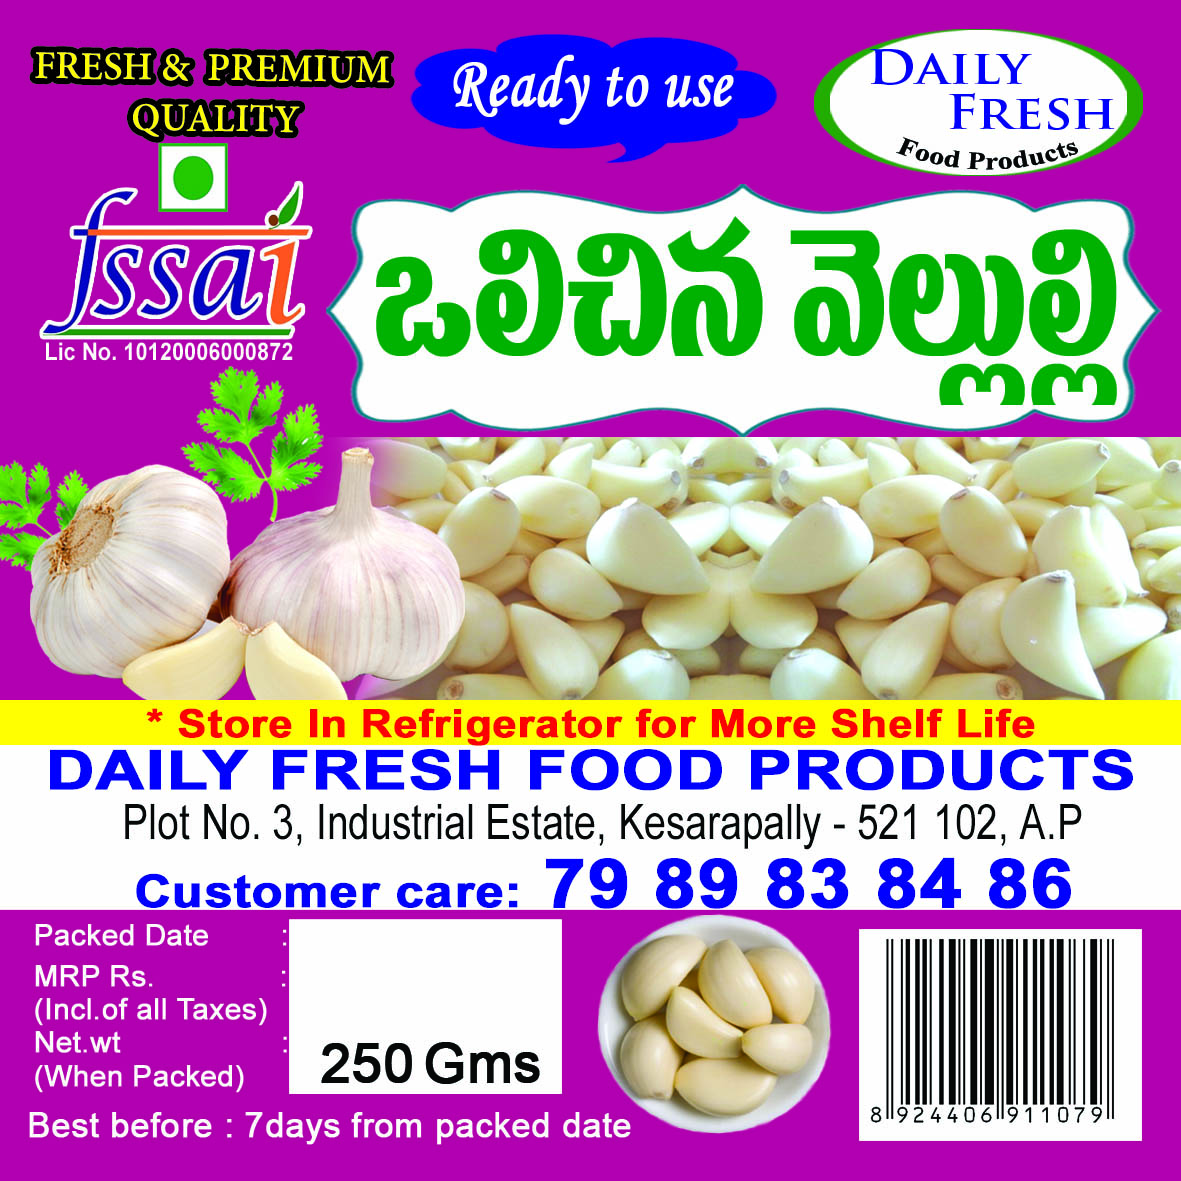 FRESH & PREMIUM
QUALITY
Ready to use
DAILY
FRESH
Food Products
fssai
Lic No. 10120006000872
ఒలిచిన వెల్లుల్లి
* Store In Refrigerator for More Shelf Life
DAILY FRESH FOOD PRODUCTS
Plot No. 3, Industrial Estate, Kesarapally - 521 102, A.P
Customer care: 79 89 83 84 86
Packed Date :
MRP Rs. :
(Incl.of all Taxes)
Net.wt : 250 Gms
(When Packed)
Best before : 7days from packed date
8 924406 911079